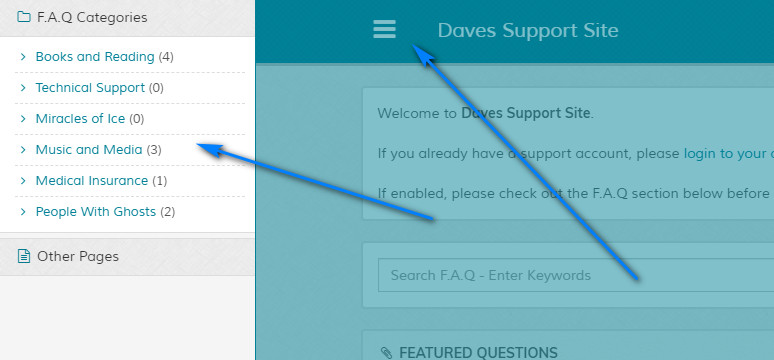 F.A.Q Categories
Books and Reading (4)
Technical Support (0)
Miracles of Ice (0)
Music and Media (3)
Medical Insurance (1)
People With Ghosts (2)
Other Pages
Daves Support Site
Welcome to Daves Support Site.
If you already have a support account, please login to your
If enabled, please check out the F.A.Q section below before
Search F.A.Q - Enter Keywords
FEATURED QUESTIONS